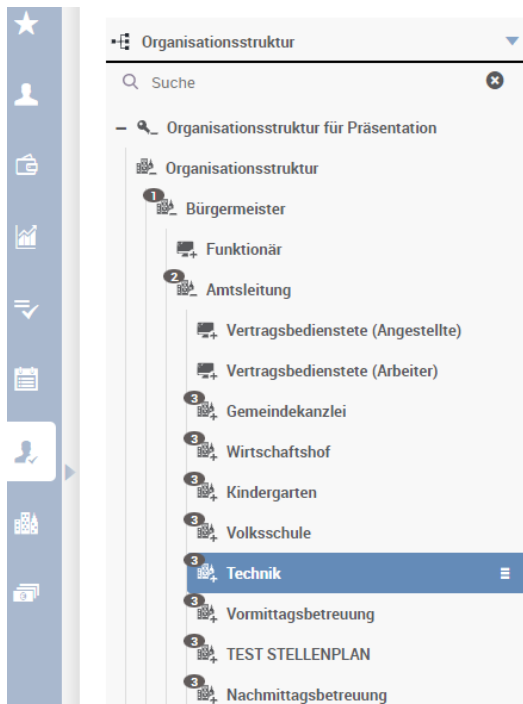 Organisationsstruktur
Suche
Organisationsstruktur für Präsentation
Organisationsstruktur
1 Bürgermeister
Funktionär
2 Amtsleitung
Vertragsbedienstete (Angestellte)
Vertragsbedienstete (Arbeiter)
3 Gemeindekanzlei
3 Wirtschaftshof
3 Kindergarten
3 Volksschule
3 Technik
3 Vormittagsbetreuung
3 TEST STELLENPLAN
3 Nachmittagsbetreuung